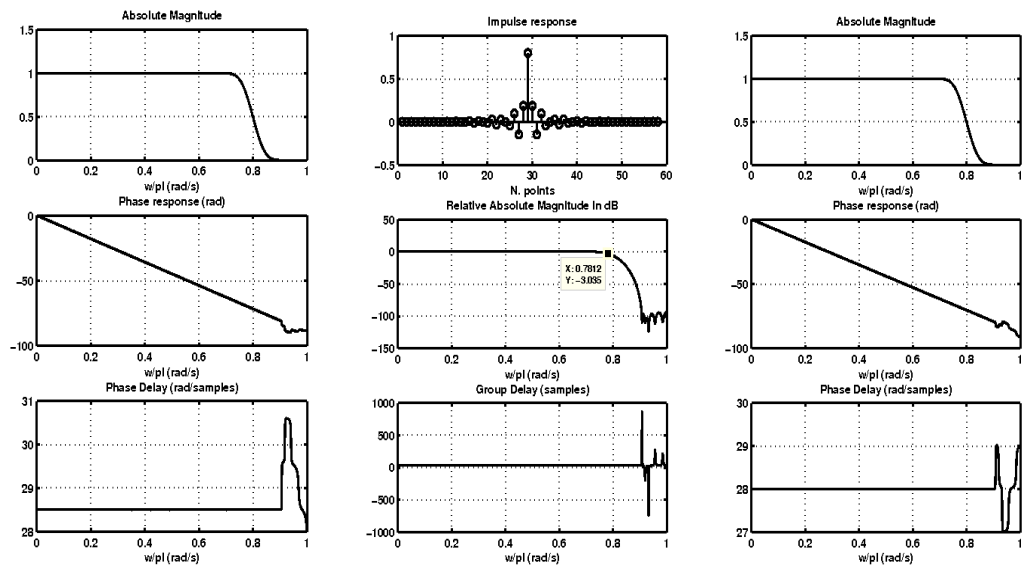 Absolute Magnitude
1.5
1
0.5
0
0 0.2 0.4 0.6 0.8 1
w/pi (rad/s)
Impulse response
1
0.5
0
−0.5
0 10 20 30 40 50 60
N. points
Absolute Magnitude
1.5
1
0.5
0
0 0.2 0.4 0.6 0.8 1
w/pi (rad/s)
Phase response (rad)
0
−50
−100
0 0.2 0.4 0.6 0.8 1
w/pi (rad/s)
Relative Absolute Magnitude in dB
50
0
−50
−100
−150
X: 0.7812
Y: −3.035
0 0.2 0.4 0.6 0.8 1
w/pi (rad/s)
Phase response (rad)
0
−50
−100
0 0.2 0.4 0.6 0.8 1
w/pi (rad/s)
Phase Delay (rad/samples)
31
30
29
28
0 0.2 0.4 0.6 0.8 1
w/pi (rad/s)
Group Delay (samples)
1000
500
0
−500
−1000
0 0.2 0.4 0.6 0.8 1
w/pi (rad/s)
Phase Delay (rad/samples)
30
29
28
27
0 0.2 0.4 0.6 0.8 1
w/pi (rad/s)